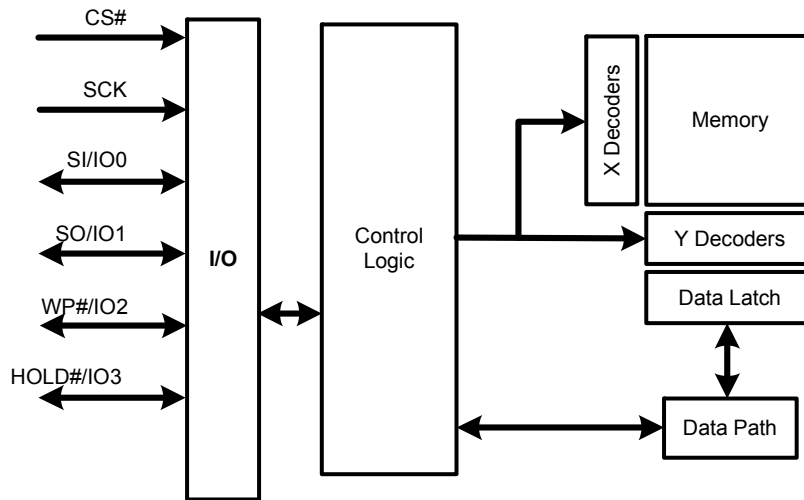 CS#
SCK
SI/IO0
SO/IO1
WP#/IO2
HOLD#/IO3
I/O
Control
Logic
X Decoders
Memory
Y Decoders
Data Latch
Data Path